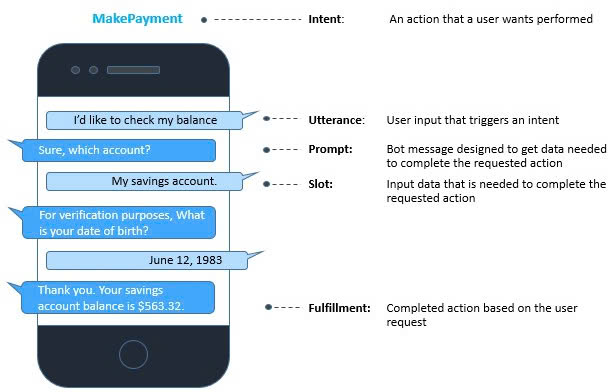 MakePayment Intent: An action that a user wants performed
I'd like to check my balance Utterance: User input that triggers an intent
Sure, which account? Prompt: Bot message designed to get data needed
to complete the requested action
My savings account. Slot: Input data that is needed to complete the
requested action
For verification purposes, What
is your date of birth?
June 12, 1983
Thank you. Your savings
account balance is $563.32. Fulfillment: Completed action based on the user
request